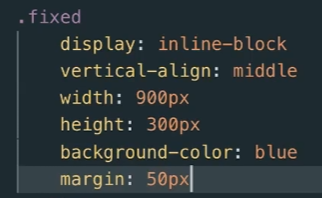 .fixed
display: inline-block
vertical-align: middle
width: 900px
height: 300px
background-color: blue
margin: 50px